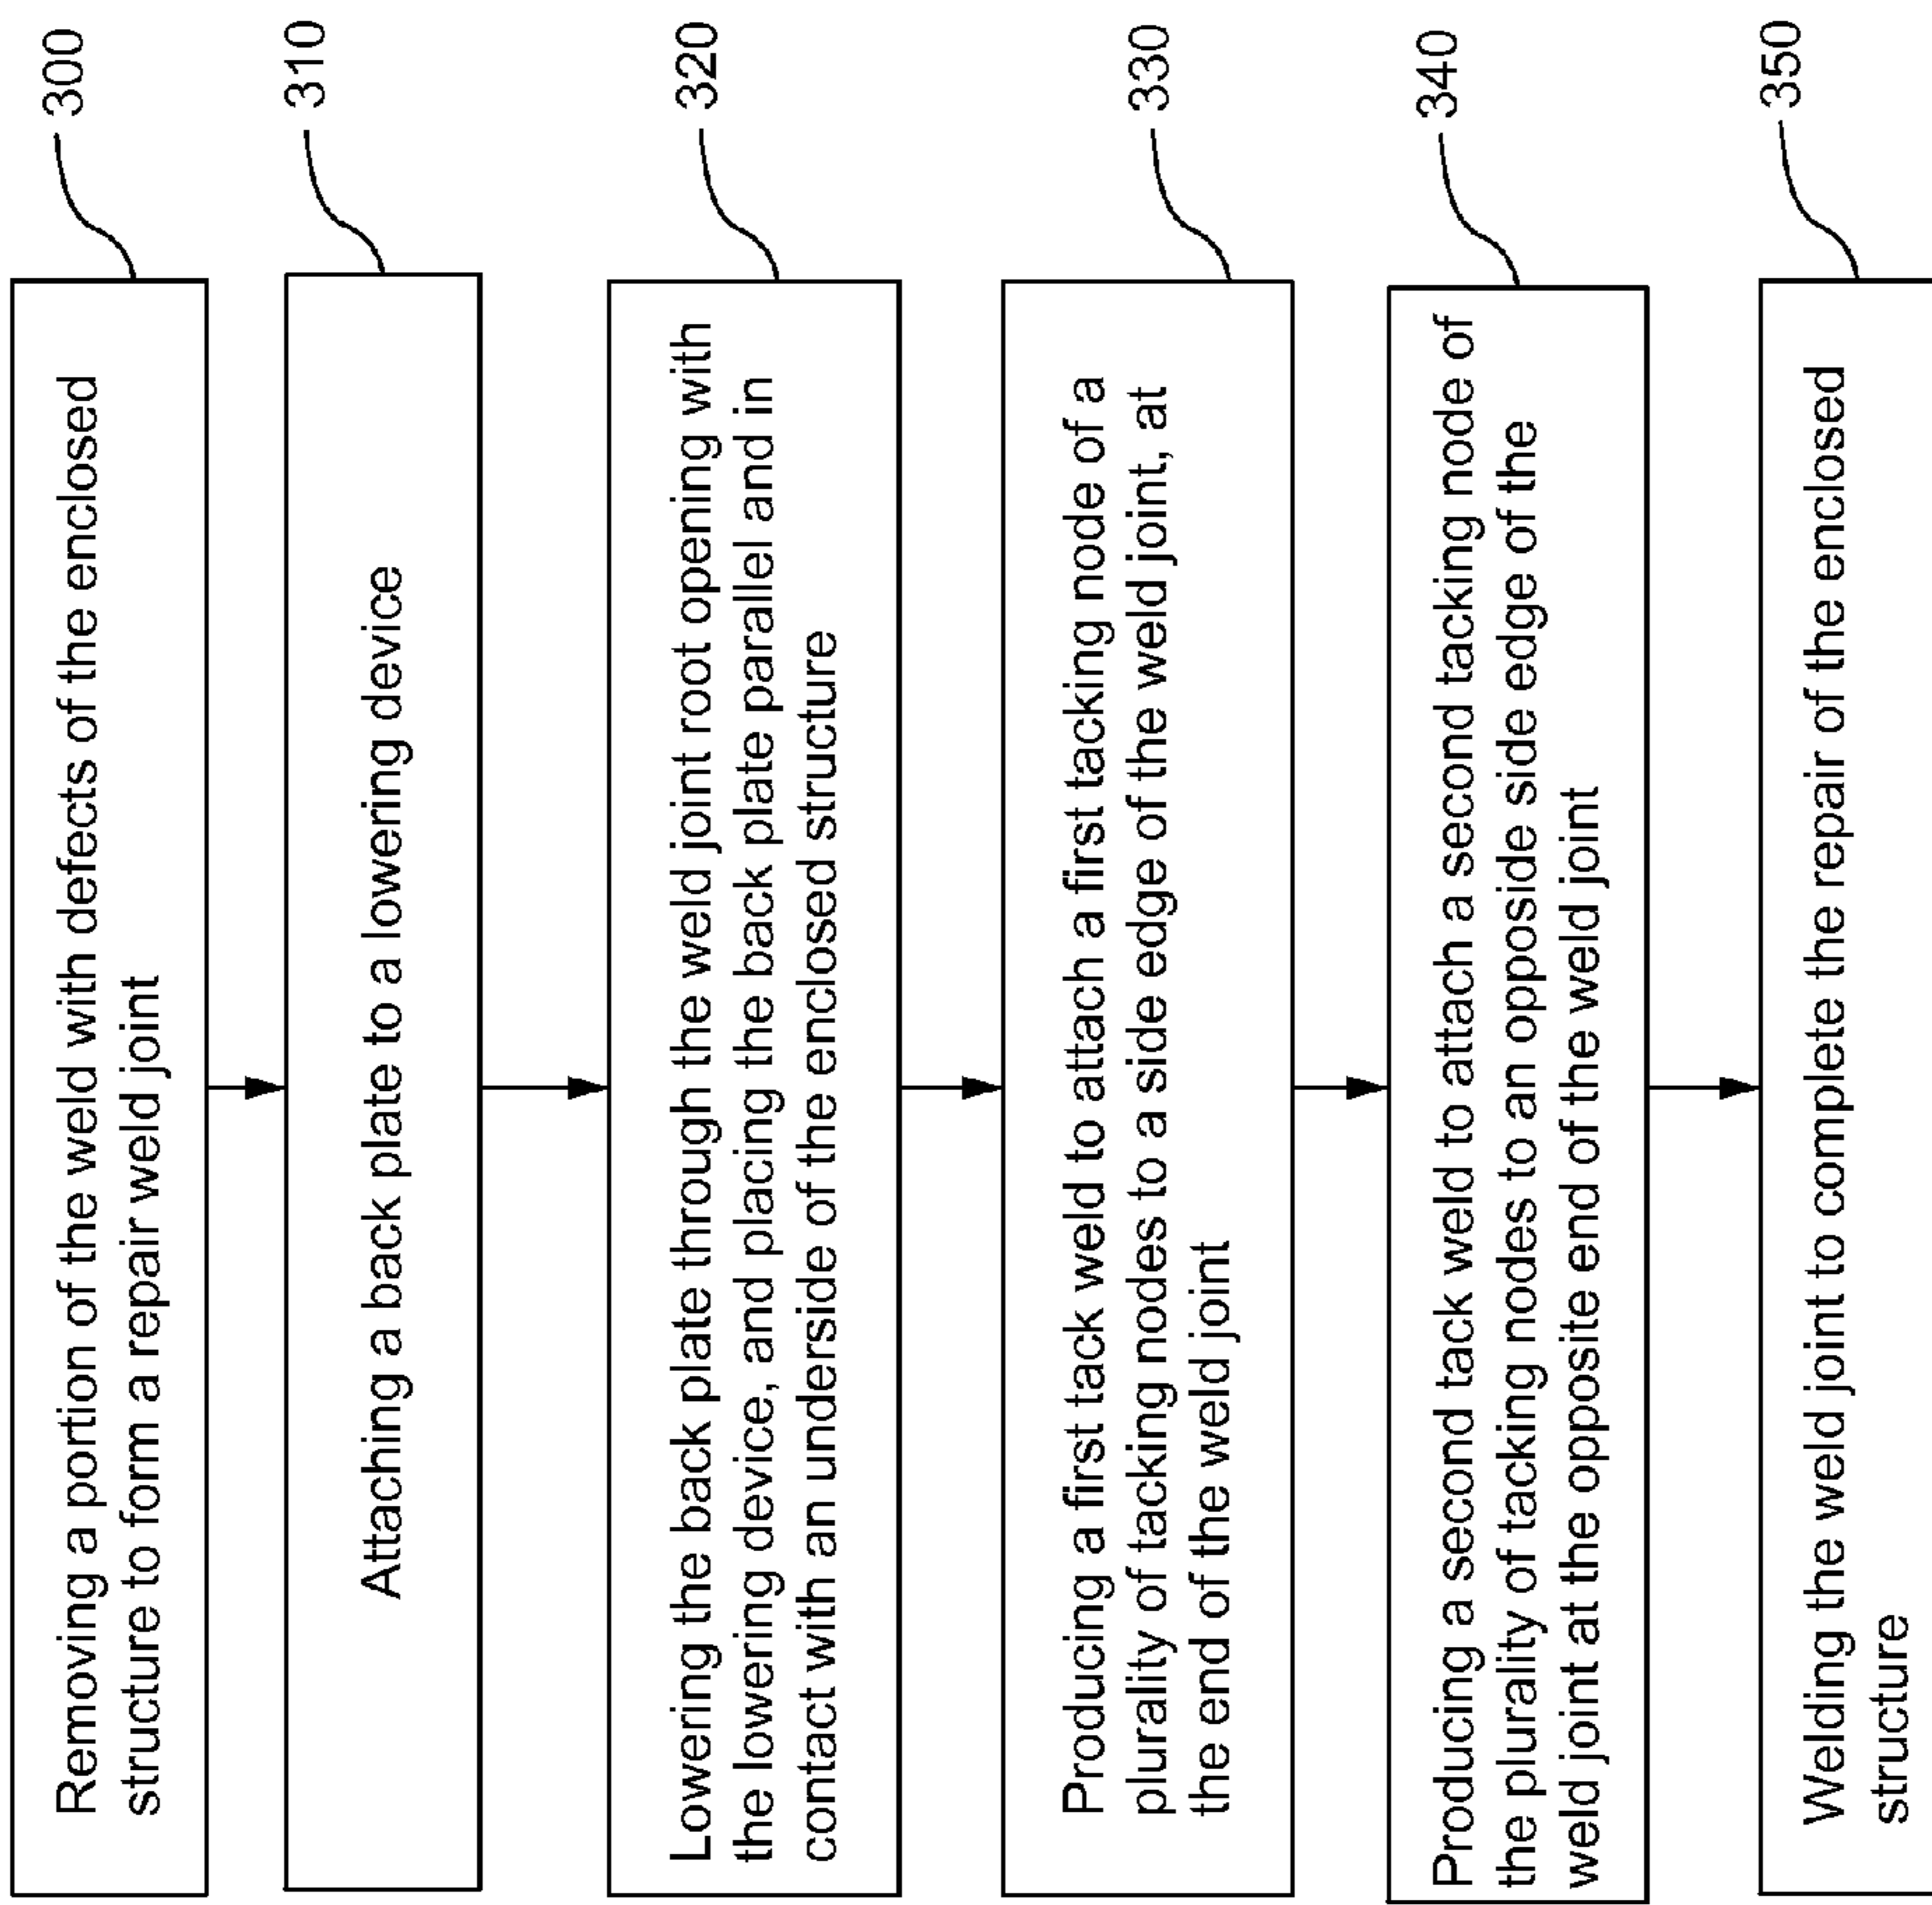 Removing a portion of the weld with defects of the enclosed
structure to form a repair weld joint
300
Attaching a back plate to a lowering device
310
Lowering the back plate through the weld joint root opening with
the lowering device, and placing the back plate parallel and in
contact with an underside of the enclosed structure
320
Producing a first tack weld to attach a first tacking node of a
plurality of tacking nodes to a side edge of the weld joint, at
the end of the weld joint
330
Producing a second tack weld to attach a second tacking node of
the plurality of tacking nodes to an opposide side edge of the
weld joint at the opposite end of the weld joint
340
Welding the weld joint to complete the repair of the enclosed
structure
350